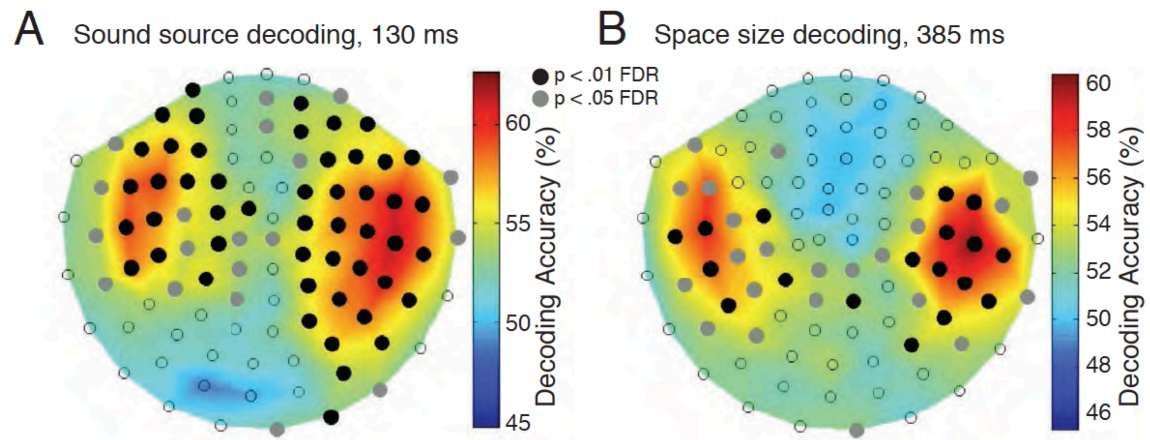 A Sound source decoding, 130 ms
B Space size decoding, 385 ms
p < .01 FDR
p < .05 FDR
60
55
50
45
Decoding Accuracy (%)
60
58
56
54
52
50
48
46
Decoding Accuracy (%)